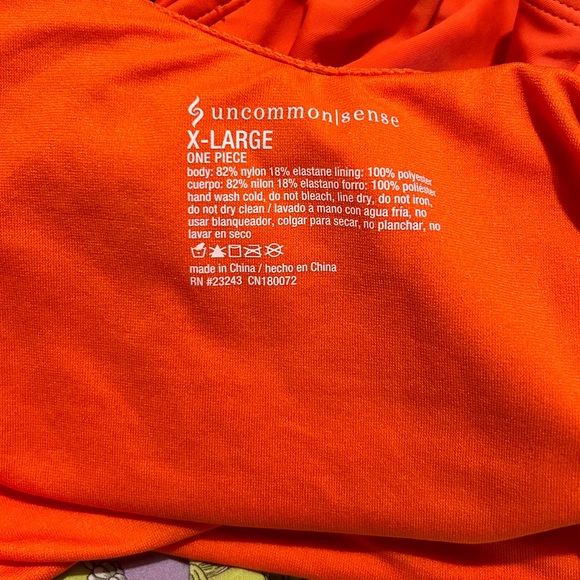 uncommon|sense
X-LARGE
ONE PIECE
body: 82% nylon 18% elastane lining: 100% polyester
cuerpo: 82% nilon 18% elastano forro: 100% poliéster
hand wash cold, do not bleach, line dry, do not iron,
do not dry clean / lavado a mano con agua fría, no
usar blanqueador, colgar para secar, no planchar, no
lavar en seco
made in China / hecho en China
RN #23243 CN180072